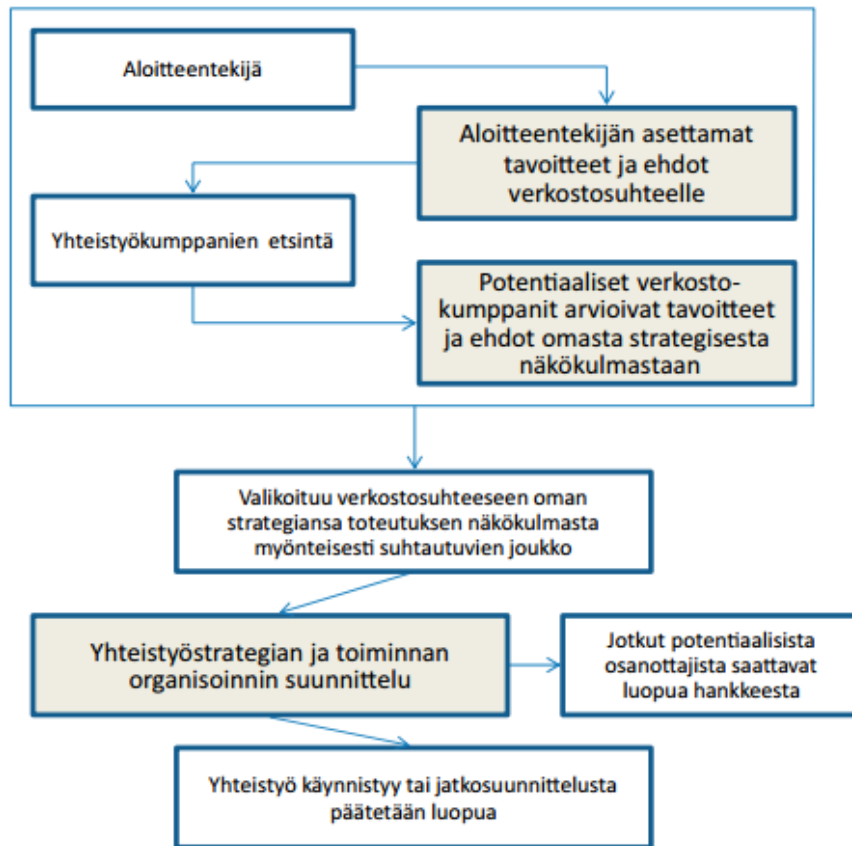 Aloitteentekijä
Aloitteentekijän asettamat
tavoitteet ja ehdot
verkostosuhteelle
Yhteistyökumppanien etsintä
Potentiaaliset verkosto-
kumppanit arvioivat tavoitteet
ja ehdot omasta strategisesta
näkökulmastaan
Valikoituu verkostosuhteeseen oman
strategiansa toteutuksen näkökulmasta
myönteisesti suhtautuvien joukko
Yhteistyöstrategian ja toiminnan
organisoinnin suunnittelu
Jotkut potentiaalisista
osanottajista saattavat
luopua hankkeesta
Yhteistyö käynnistyy tai jatkosuunnittelusta
päätetään luopua